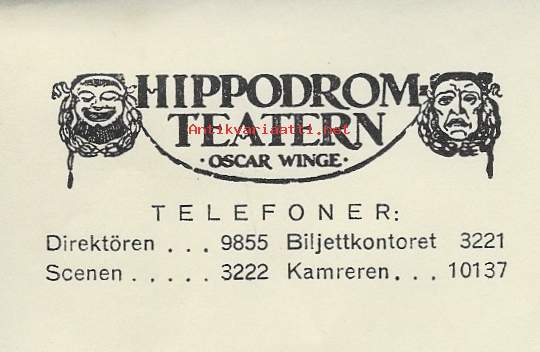 HIPPODROM-
TEATERN
Antikvariaatti.net
· OSCAR WINGE ·
TELEFONER:
Direktören . . . 9855 Biljettkontoret 3221
Scenen . . . . . 3222 Kamreren. . . 10137